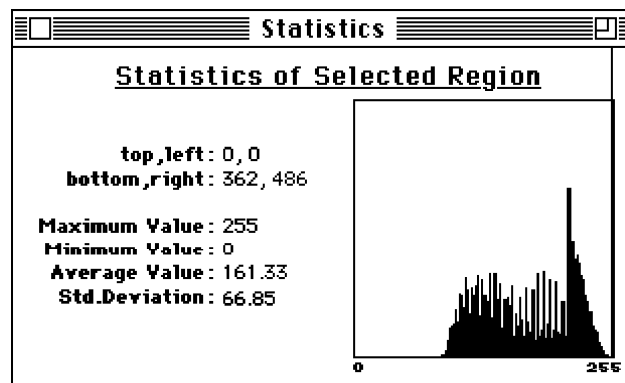 Statistics
Statistics of Selected Region
top,left: 0, 0
bottom,right: 362, 486
Maximum Value: 255
Minimum Value: 0
Average Value: 161.33
Std.Deviation: 66.85
0 255